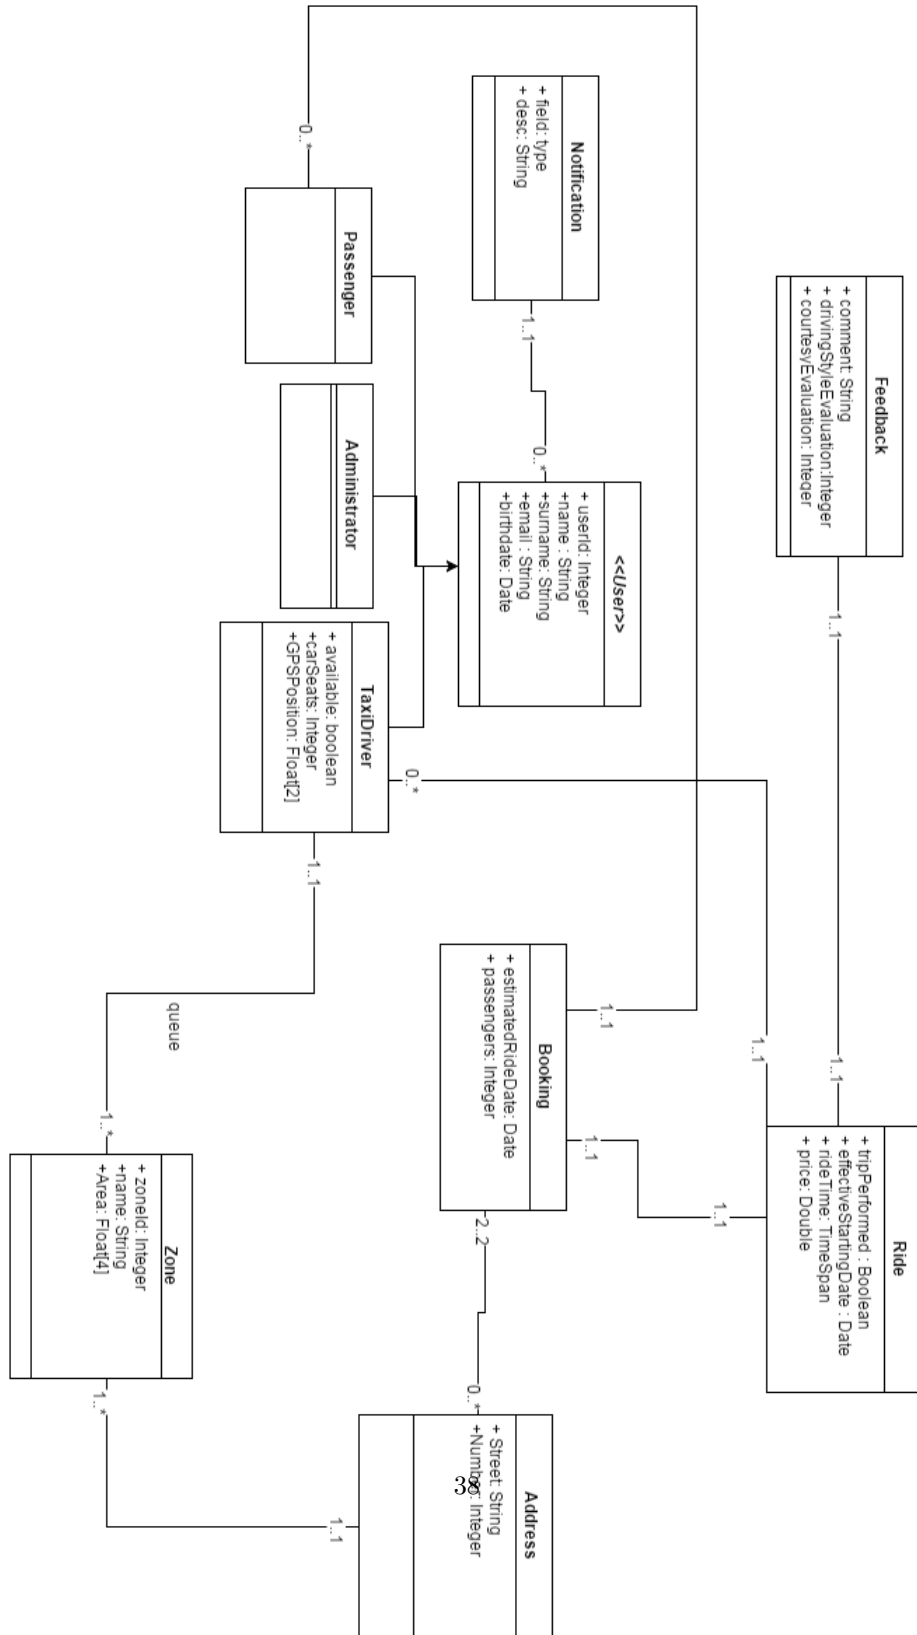 Feedback
+ comment: String
+ drivingStyleEvaluation:Integer
+ courtesyEvaluation: Integer
1..1
1..1
Ride
+ tripPerformed : Boolean
+ effectiveStartingDate : Date
+ rideTime: TimeSpan
+ price: Double
1..1
1..1
Notification
+ field: type
+ desc: String
1..1
0..*
<<User>>
+ userId: Integer
+name : String
+surname: String
+email : String
+birthdate: Date
1..1
1..1
Booking
+ estimatedRideDate: Date
+ passengers: Integer
2..2
0..*
Address
+ Street: String
+Number: Integer
1..1
0..*
Passenger
Administrator
TaxiDriver
+ available: boolean
+carSeats: Integer
+GPSPosition: Float[2]
0..*
1..1
queue
1..*
Zone
+ zoneId: Integer
+name: String
+Area: Float[4]
1..*
38